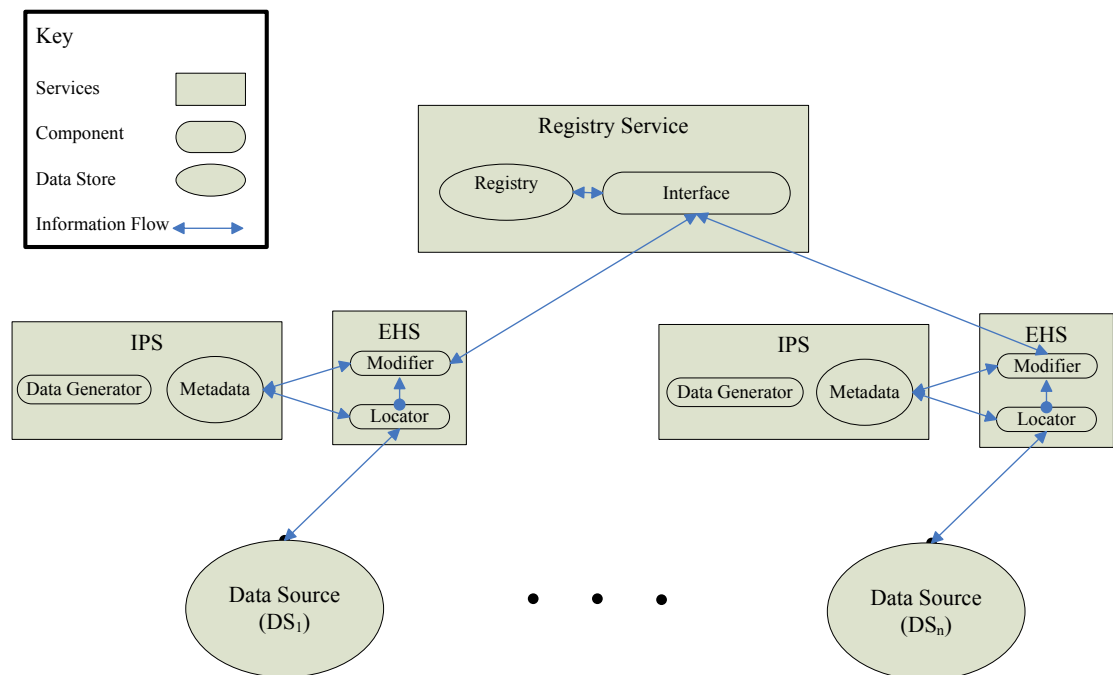 Key
Services
Component
Data Store
Information Flow
Registry Service
Registry
Interface
IPS
Data Generator
Metadata
EHS
Modifier
Locator
IPS
Data Generator
Metadata
EHS
Modifier
Locator
Data Source
(DS₁)
Data Source
(DSₙ)